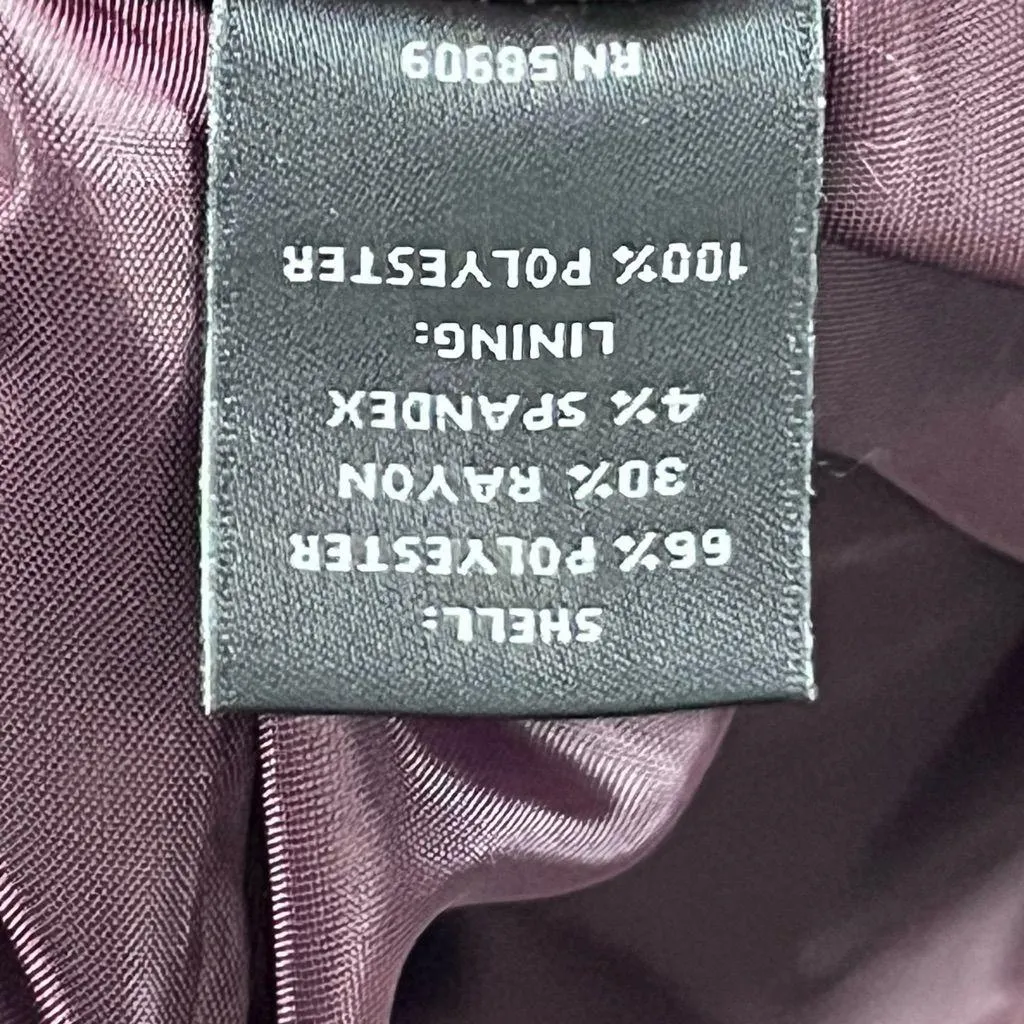 SHELL:
66% POLYESTER
30% RAYON
4% SPANDEX
LINING:
100% POLYESTER
RN 58909